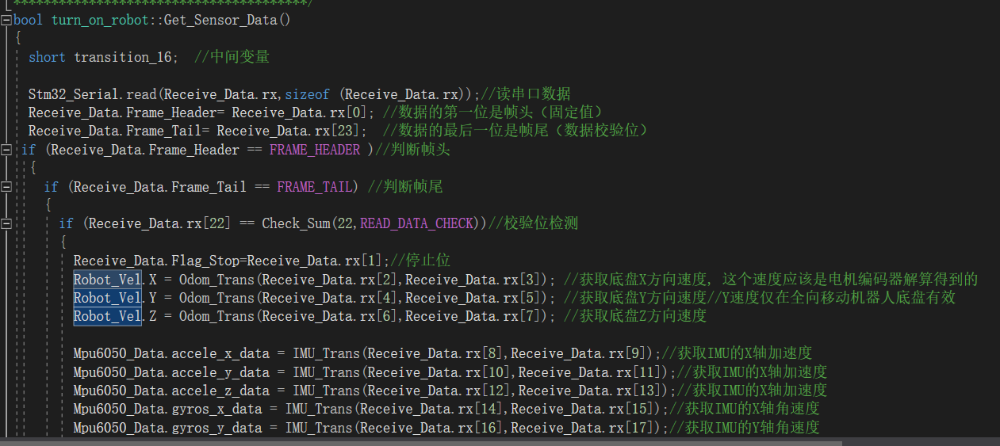 ****************************************/
bool turn_on_robot::Get_Sensor_Data()
{
short transition_16;  //中间变量
Stm32_Serial.read(Receive_Data.rx,sizeof (Receive_Data.rx));//读串口数据
Receive_Data.Frame_Header= Receive_Data.rx[0]; //数据的第一位是帧头（固定值）
Receive_Data.Frame_Tail= Receive_Data.rx[23];  //数据的最后一位是帧尾（数据校验位）
if (Receive_Data.Frame_Header == FRAME_HEADER )//判断帧头
{
if (Receive_Data.Frame_Tail == FRAME_TAIL) //判断帧尾
{
if (Receive_Data.rx[22] == Check_Sum(22,READ_DATA_CHECK))//校验位检测
{
Receive_Data.Flag_Stop=Receive_Data.rx[1];//停止位
Robot_Vel.X = Odom_Trans(Receive_Data.rx[2],Receive_Data.rx[3]); //获取底盘X方向速度, 这个速度应该是电机编码器解算得到的
Robot_Vel.Y = Odom_Trans(Receive_Data.rx[4],Receive_Data.rx[5]); //获取底盘Y方向速度//Y速度仅在全向移动机器人底盘有效
Robot_Vel.Z = Odom_Trans(Receive_Data.rx[6],Receive_Data.rx[7]); //获取底盘Z方向速度
Mpu6050_Data.accele_x_data = IMU_Trans(Receive_Data.rx[8],Receive_Data.rx[9]);//获取IMU的X轴加速度
Mpu6050_Data.accele_y_data = IMU_Trans(Receive_Data.rx[10],Receive_Data.rx[11]);//获取IMU的X轴加速度
Mpu6050_Data.accele_z_data = IMU_Trans(Receive_Data.rx[12],Receive_Data.rx[13]);//获取IMU的X轴加速度
Mpu6050_Data.gyros_x_data = IMU_Trans(Receive_Data.rx[14],Receive_Data.rx[15]);//获取IMU的X轴角速度
Mpu6050_Data.gyros_y_data = IMU_Trans(Receive_Data.rx[16],Receive_Data.rx[17]);//获取IMU的Y轴角速度